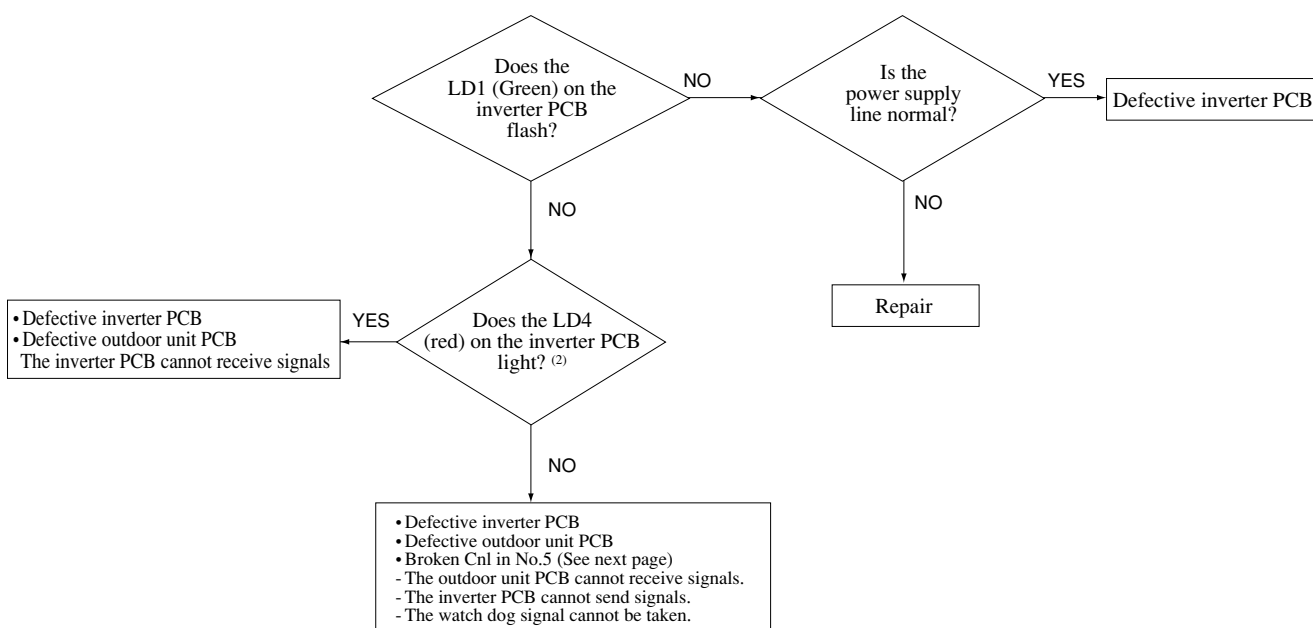 Does the
LD1 (Green) on the
inverter PCB
flash?
NO
Is the
power supply
line normal?
YES
Defective inverter PCB
NO
NO
Repair
• Defective inverter PCB
• Defective outdoor unit PCB
The inverter PCB cannot receive signals
YES
Does the LD4
(red) on the inverter PCB
light? (2)
NO
• Defective inverter PCB
• Defective outdoor unit PCB
• Broken Cnl in No.5 (See next page)
- The outdoor unit PCB cannot receive signals.
- The inverter PCB cannot send signals.
- The watch dog signal cannot be taken.